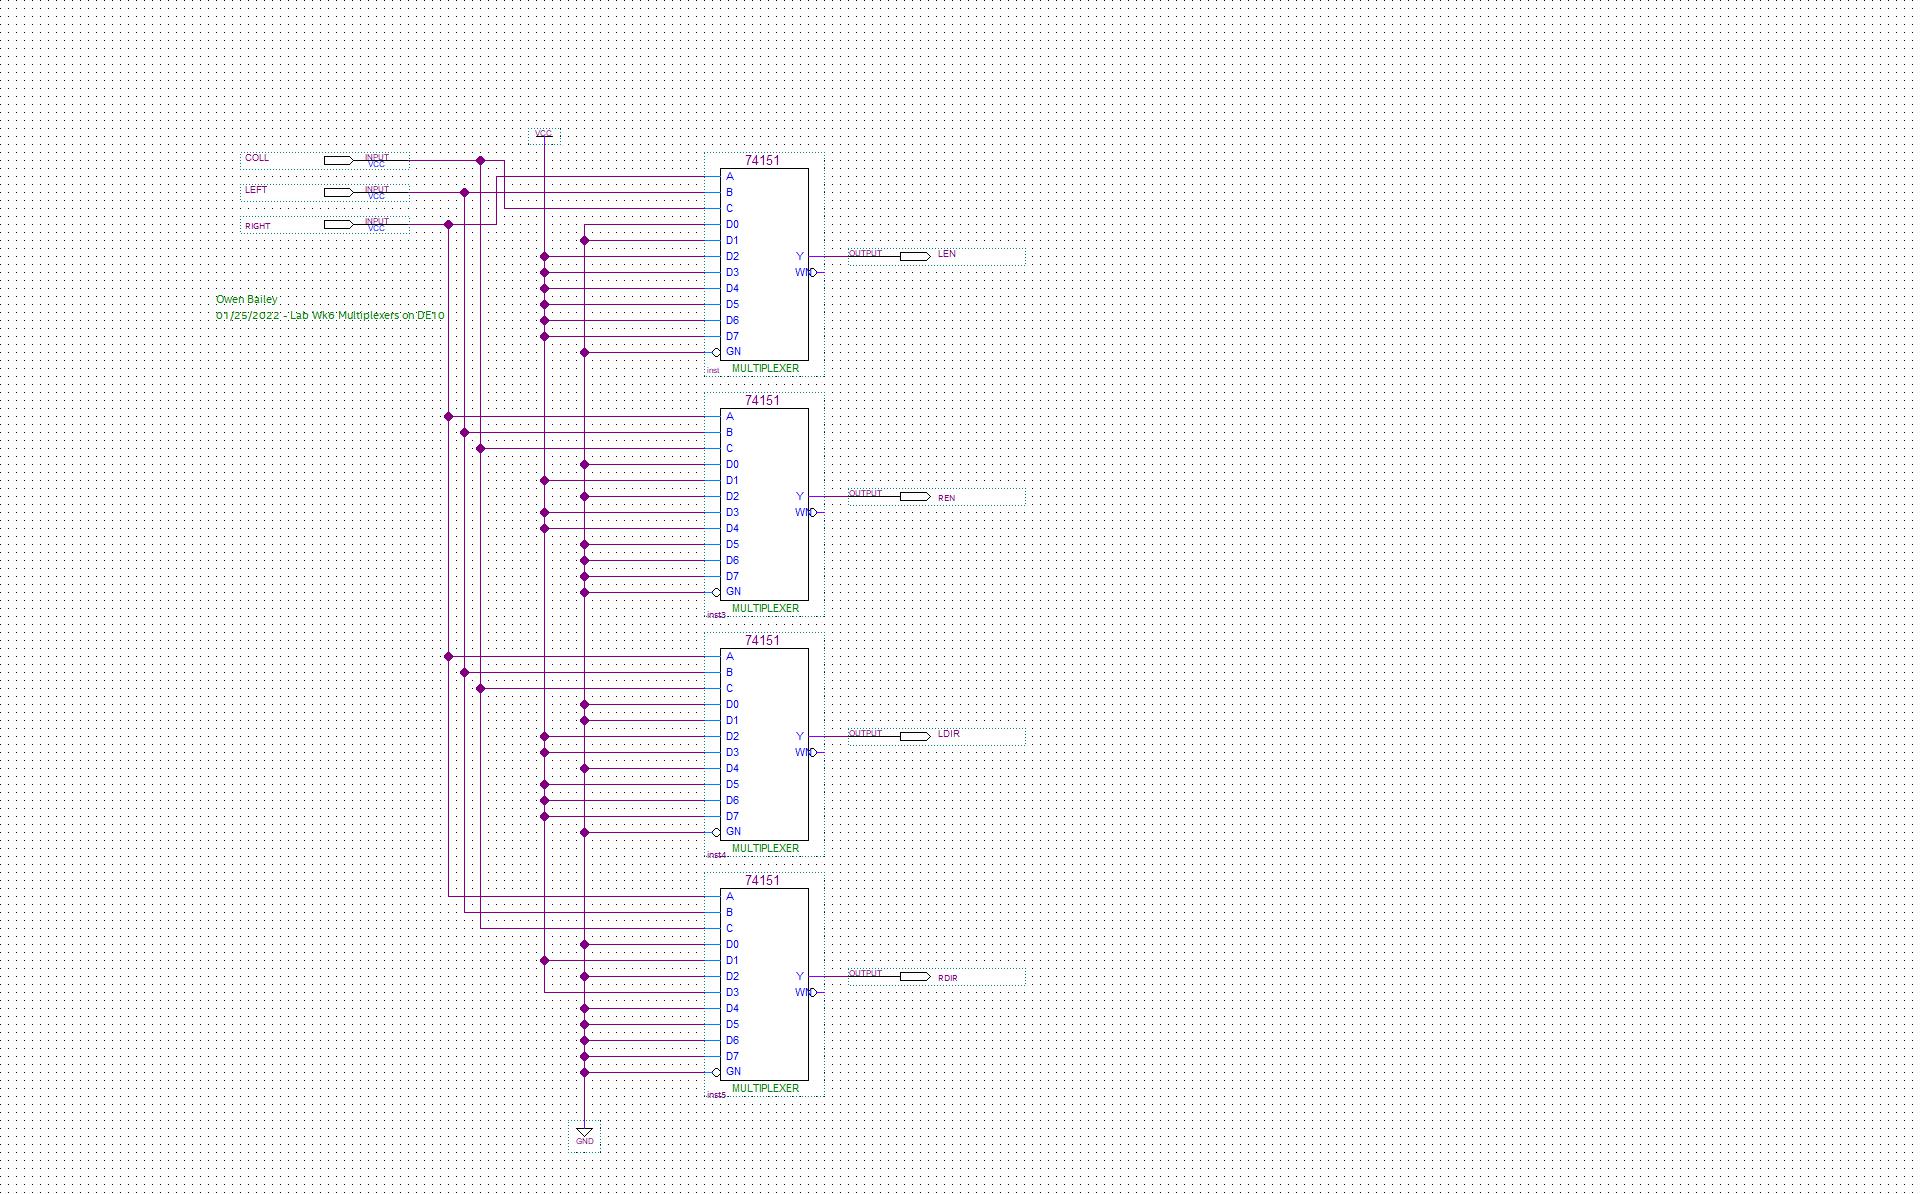 VCC
COLL INPUT
VCC
LEFT INPUT
VCC
RIGHT INPUT
VCC
Owen Bailey
01/25/2022 - Lab Wk6 Multiplexers on DE10
74151
A
B
C
D0
D1
D2 Y
D3 WN
D4
D5
D6
D7
GN
inst MULTIPLEXER
OUTPUT LEN
74151
A
B
C
D0
D1
D2 Y
D3 WN
D4
D5
D6
D7
GN
inst3 MULTIPLEXER
OUTPUT REN
74151
A
B
C
D0
D1
D2 Y
D3 WN
D4
D5
D6
D7
GN
inst4 MULTIPLEXER
OUTPUT LDIR
74151
A
B
C
D0
D1
D2 Y
D3 WN
D4
D5
D6
D7
GN
inst5 MULTIPLEXER
OUTPUT RDIR
GND